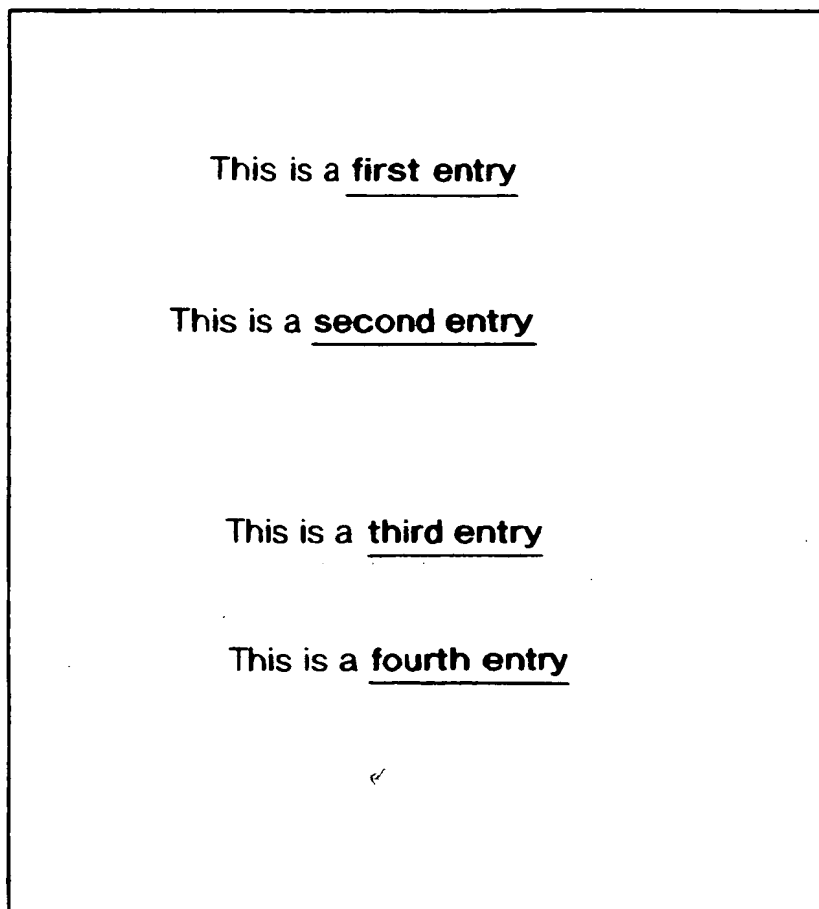 This is a first entry
This is a second entry
This is a third entry
This is a fourth entry